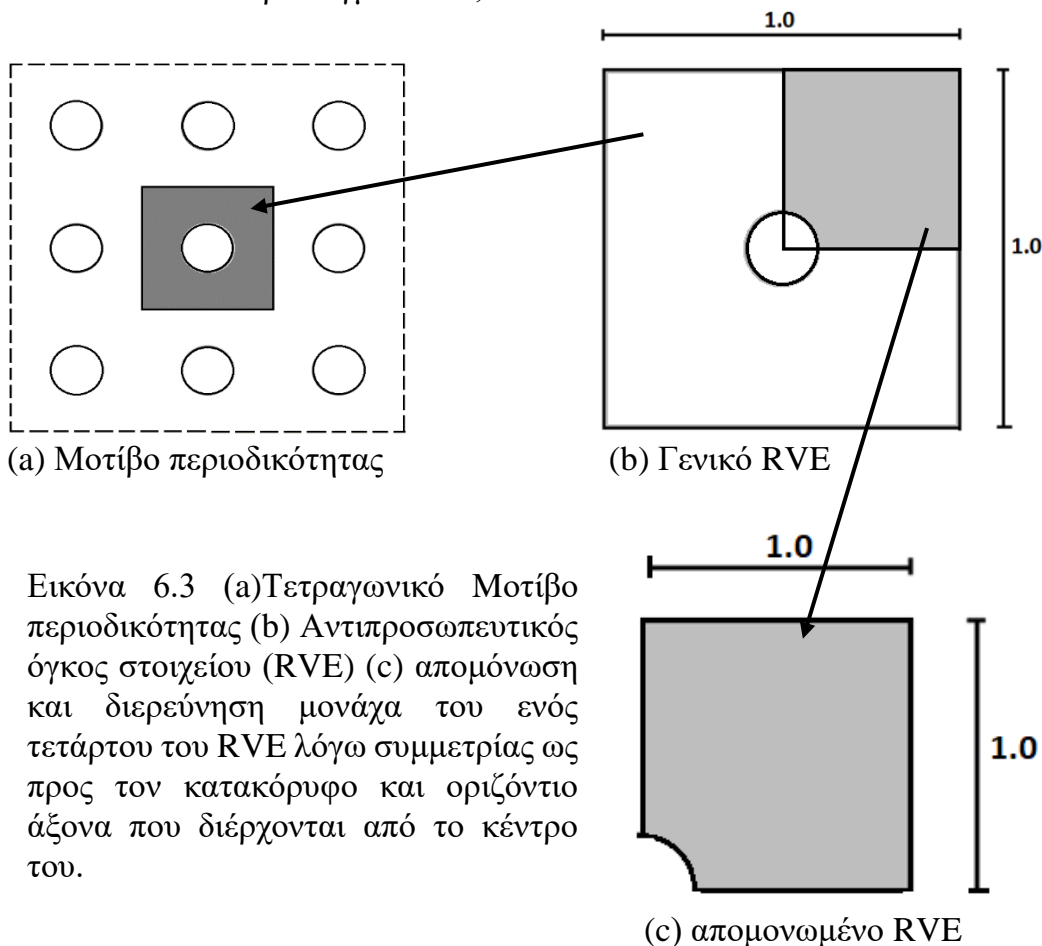 1.0
1.0
(a) Μοτίβο περιοδικότητας
(b) Γενικό RVE
1.0
Εικόνα 6.3 (a)Τετραγωνικό Μοτίβο
περιοδικότητας (b) Αντιπροσωπευτικός
όγκος στοιχείου (RVE) (c) απομόνωση
και διερεύνηση μονάχα του ενός
τετάρτου του RVE λόγω συμμετρίας ως
προς τον κατακόρυφο και οριζόντιο
άξονα που διέρχονται από το κέντρο
του.
1.0
(c) απομονωμένο RVE